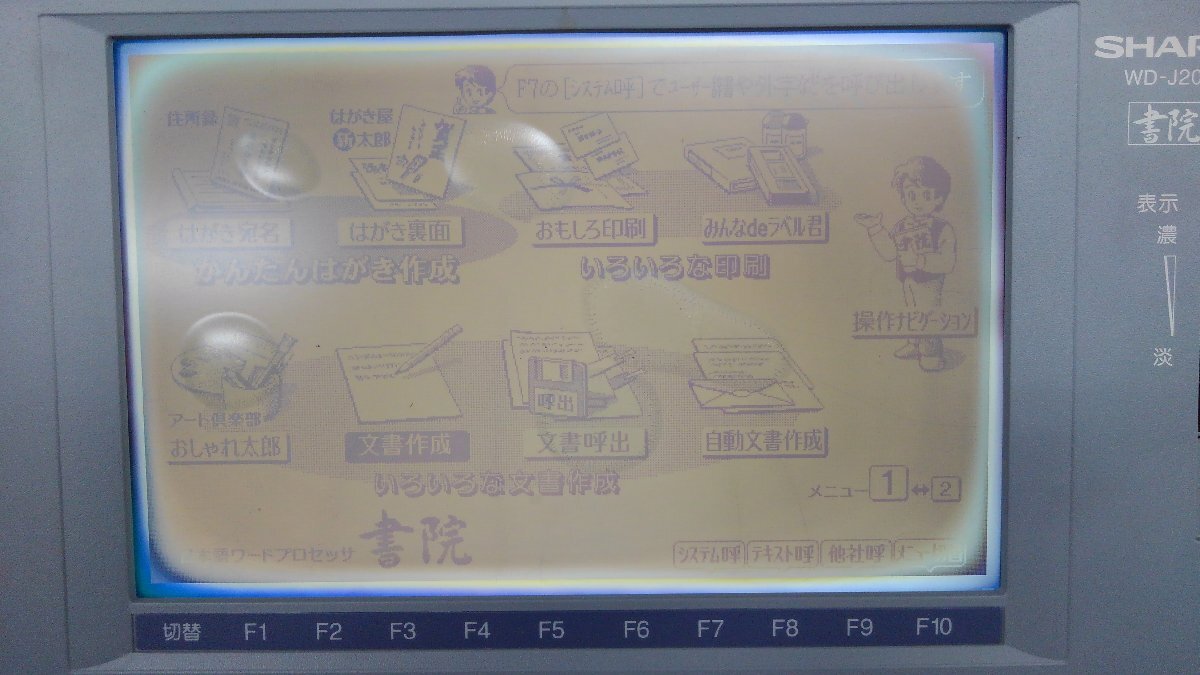 SHAR
WD-J20
書院
表示
濃
淡
F7の[システム呼]でユーザー辞書や外字などを呼び出します
住所録
はがき屋
新太郎
はがき宛名
はがき裏面
おもしろ印刷
みんなdeラベル君
かんたんはがき作成
いろいろな印刷
操作ナビゲーション
呼出
アート倶楽部
おしゃれ太郎
文書作成
文書呼出
自動文書作成
いろいろな文書作成
メニュー 1 ↔ 2
本語ワードプロセッサ 書院
システム呼 テキスト呼 他社呼
切替 F1 F2 F3 F4 F5 F6 F7 F8 F9 F10